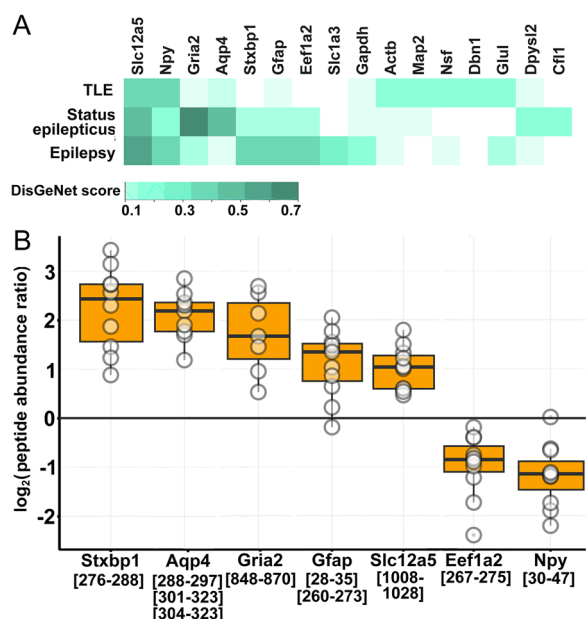 A
Slc12a5 Npy Gria2 Aqp4 Stxbp1 Gfap Eef1a2 Slc1a3 Gapdh Actb Map2 Nsf Dbn1 Glul Dpysl2 Cfl1
TLE
Status
epilepticus
Epilepsy
DisGeNet score
0.1 0.3 0.5 0.7
B
log2(peptide abundance ratio)
3
2
1
0
-1
-2
Stxbp1 Aqp4 Gria2 Gfap Slc12a5 Eef1a2 Npy
[276-288] [288-297] [848-870] [28-35] [1008- [267-275] [30-47]
[301-323] [260-273] 1028]
[304-323]